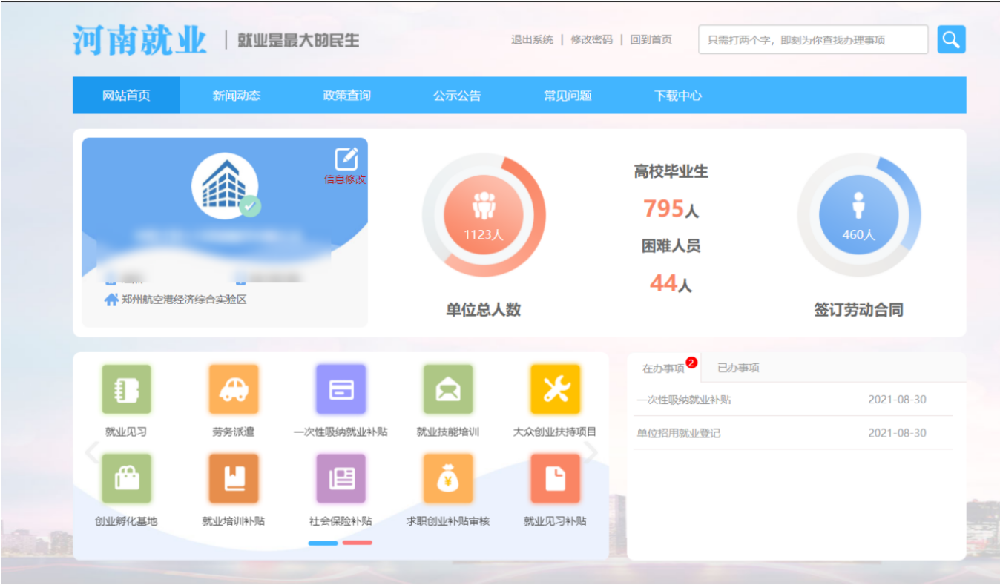 河南就业 就业是最大的民生 退出系统 | 修改密码 | 回到首页 只需打两个字，即刻为你查找办理事项
网站首页 新闻动态 政策查询 公示公告 常见问题 下载中心
信息修改
郑州航空港经济综合实验区
1123人
单位总人数
高校毕业生
795人
困难人员
44人
460人
签订劳动合同
就业见习 劳务派遣 一次性吸纳就业补贴 就业技能培训 大众创业扶持项目
¥
创业孵化基地 就业培训补贴 社会保险补贴 求职创业补贴审核 就业见习补贴
在办事项 2 已办事项
一次性吸纳就业补贴 2021-08-30
单位招用就业登记 2021-08-30